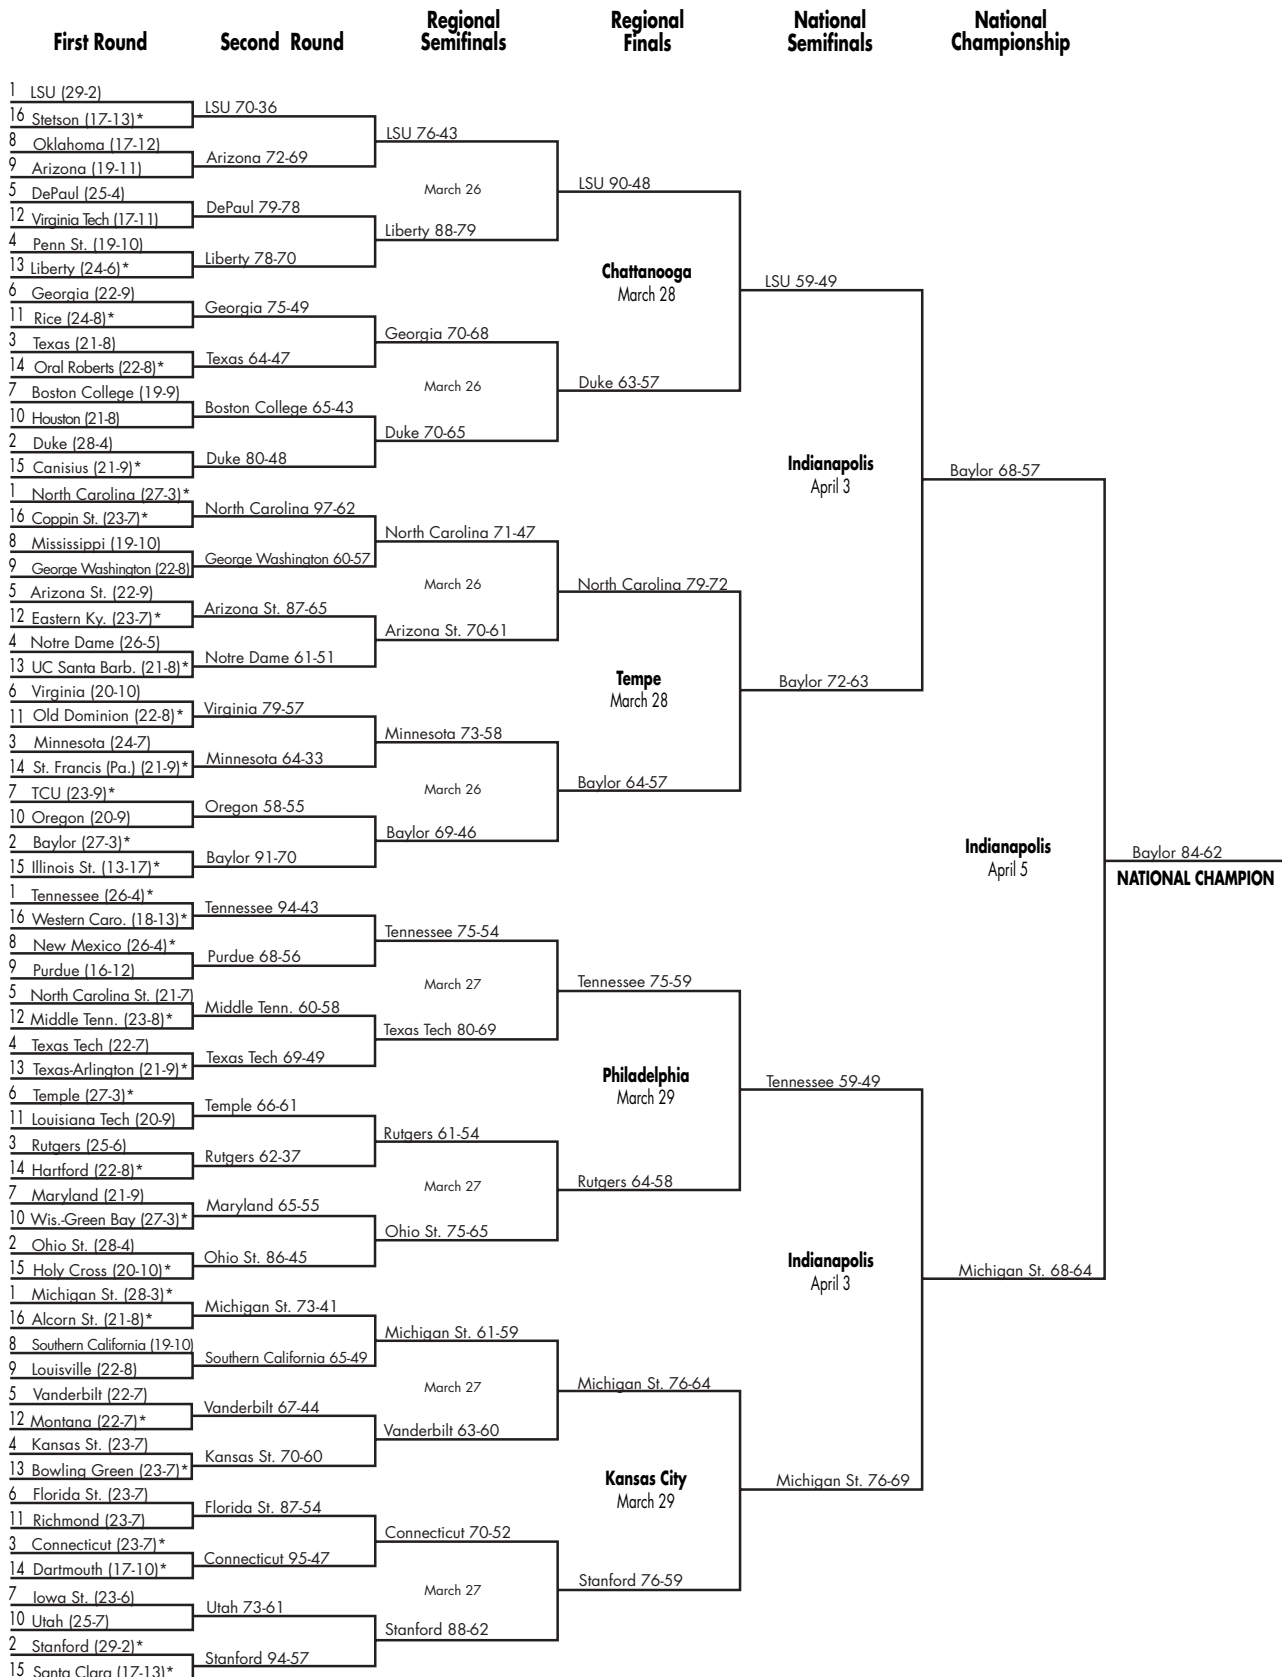 First Round
Second Round
Regional
Semifinals
Regional
Finals
National
Semifinals
National
Championship
1 LSU (29-2)
16 Stetson (17-13)*
8 Oklahoma (17-12)
9 Arizona (19-11)
5 DePaul (25-4)
12 Virginia Tech (17-11)
4 Penn St. (19-10)
13 Liberty (24-6)*
6 Georgia (22-9)
11 Rice (24-8)*
3 Texas (21-8)
14 Oral Roberts (22-8)*
7 Boston College (19-9)
10 Houston (21-8)
2 Duke (28-4)
15 Canisius (21-9)*
1 North Carolina (27-3)*
16 Coppin St. (23-7)*
8 Mississippi (19-10)
9 George Washington (22-8)
5 Arizona St. (22-9)
12 Eastern Ky. (23-7)*
4 Notre Dame (26-5)
13 UC Santa Barb. (21-8)*
6 Virginia (20-10)
11 Old Dominion (22-8)*
3 Minnesota (24-7)
14 St. Francis (Pa.) (21-9)*
7 TCU (23-9)*
10 Oregon (20-9)
2 Baylor (27-3)*
15 Illinois St. (13-17)*
1 Tennessee (26-4)*
16 Western Caro. (18-13)*
8 New Mexico (26-4)*
9 Purdue (16-12)
5 North Carolina St. (21-7)
12 Middle Tenn. (23-8)*
4 Texas Tech (22-7)
13 Texas-Arlington (21-9)*
6 Temple (27-3)*
11 Louisiana Tech (20-9)
3 Rutgers (25-6)
14 Hartford (22-8)*
7 Maryland (21-9)
10 Wis.-Green Bay (27-3)*
2 Ohio St. (28-4)
15 Holy Cross (20-10)*
1 Michigan St. (28-3)*
16 Alcorn St. (21-8)*
8 Southern California (19-10)
9 Louisville (22-8)
5 Vanderbilt (22-7)
12 Montana (22-7)*
4 Kansas St. (23-7)
13 Bowling Green (23-7)*
6 Florida St. (23-7)
11 Richmond (23-7)
3 Connecticut (23-7)*
14 Dartmouth (17-10)*
7 Iowa St. (23-6)
10 Utah (25-7)
2 Stanford (29-2)*
15 Santa Clara (17-13)*
LSU 70-36
Arizona 72-69
DePaul 79-78
Liberty 78-70
Georgia 75-49
Texas 64-47
Boston College 65-43
Duke 80-48
North Carolina 97-62
George Washington 60-57
Arizona St. 87-65
Notre Dame 61-51
Virginia 79-57
Minnesota 64-33
Oregon 58-55
Baylor 91-70
Tennessee 94-43
Purdue 68-56
Middle Tenn. 60-58
Texas Tech 69-49
Temple 66-61
Rutgers 62-37
Maryland 65-55
Ohio St. 86-45
Michigan St. 73-41
Southern California 65-49
Vanderbilt 67-44
Kansas St. 70-60
Florida St. 87-54
Connecticut 95-47
Utah 73-61
Stanford 94-57
LSU 76-43
March 26
Liberty 88-79
Georgia 70-68
March 26
Duke 70-65
North Carolina 71-47
March 26
Arizona St. 70-61
Minnesota 73-58
March 26
Baylor 69-46
Tennessee 75-54
March 27
Texas Tech 80-69
Rutgers 61-54
March 27
Ohio St. 75-65
Michigan St. 61-59
March 27
Vanderbilt 63-60
Connecticut 70-52
March 27
Stanford 88-62
LSU 90-48
Chattanooga
March 28
Duke 63-57
North Carolina 79-72
Tempe
March 28
Baylor 64-57
Tennessee 75-59
Philadelphia
March 29
Rutgers 64-58
Michigan St. 76-64
Kansas City
March 29
Stanford 76-59
LSU 59-49
Indianapolis
April 3
Baylor 72-63
Tennessee 59-49
Indianapolis
April 3
Michigan St. 76-69
Baylor 68-57
Indianapolis
April 5
Michigan St. 68-64
Baylor 84-62
NATIONAL CHAMPION